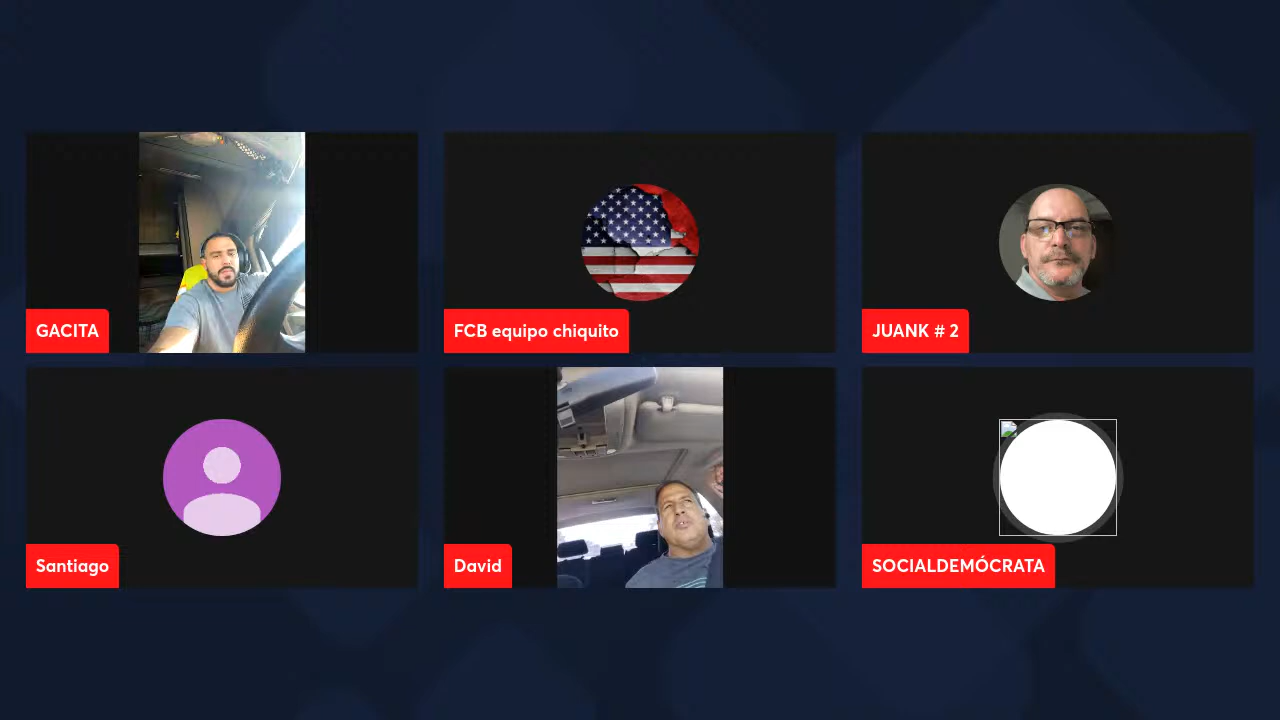 GACITA
FCB equipo chiquito
JUANK # 2
Santiago
David
SOCIALDEMÓCRATA